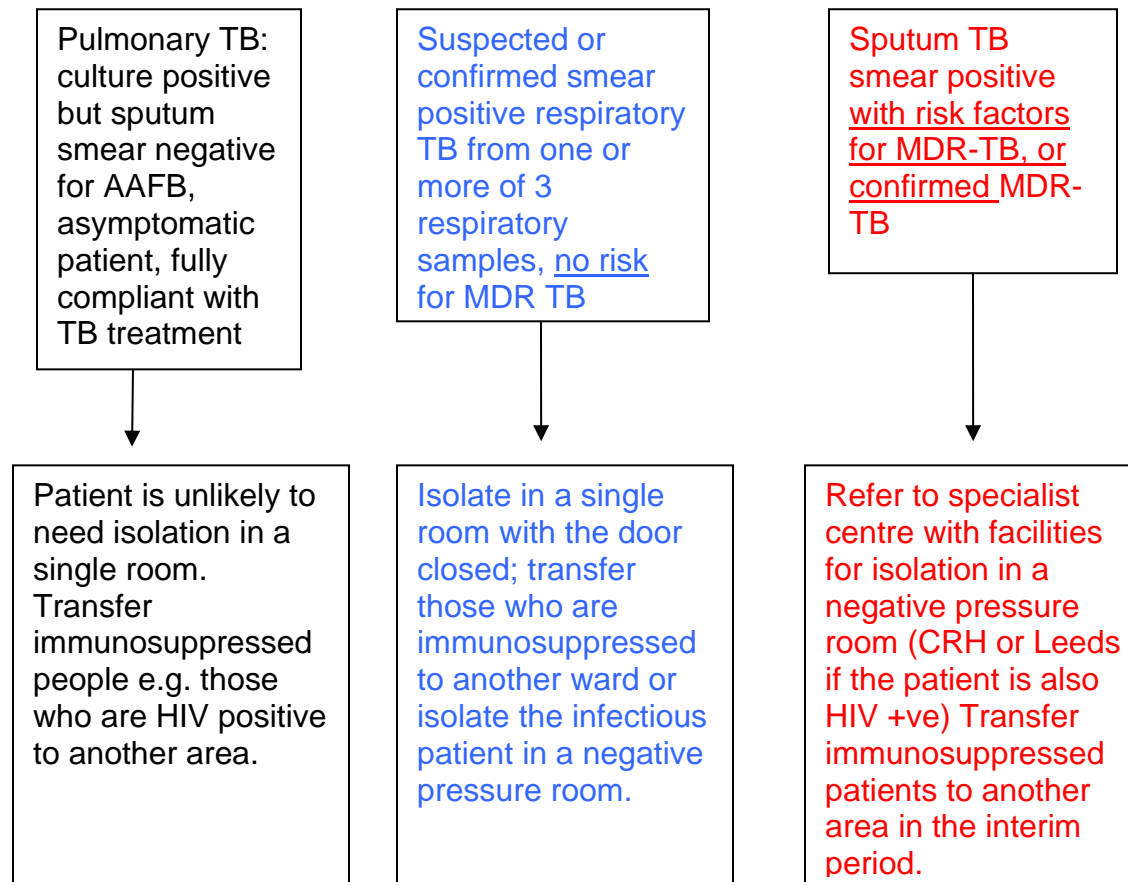 Pulmonary TB:
culture positive
but sputum
smear negative
for AAFB,
asymptomatic
patient, fully
compliant with
TB treatment
Suspected or
confirmed smear
positive respiratory
TB from one or
more of 3
respiratory
samples, no risk
for MDR TB
Sputum TB
smear positive
with risk factors
for MDR-TB, or
confirmed MDR-
TB
Patient is unlikely to
need isolation in a
single room.
Transfer
immunosuppressed
people e.g. those
who are HIV positive
to another area.
Isolate in a single
room with the door
closed; transfer
those who are
immunosuppressed
to another ward or
isolate the infectious
patient in a negative
pressure room.
Refer to specialist
centre with facilities
for isolation in a
negative pressure
room (CRH or Leeds
if the patient is also
HIV +ve) Transfer
immunosuppressed
patients to another
area in the interim
period.